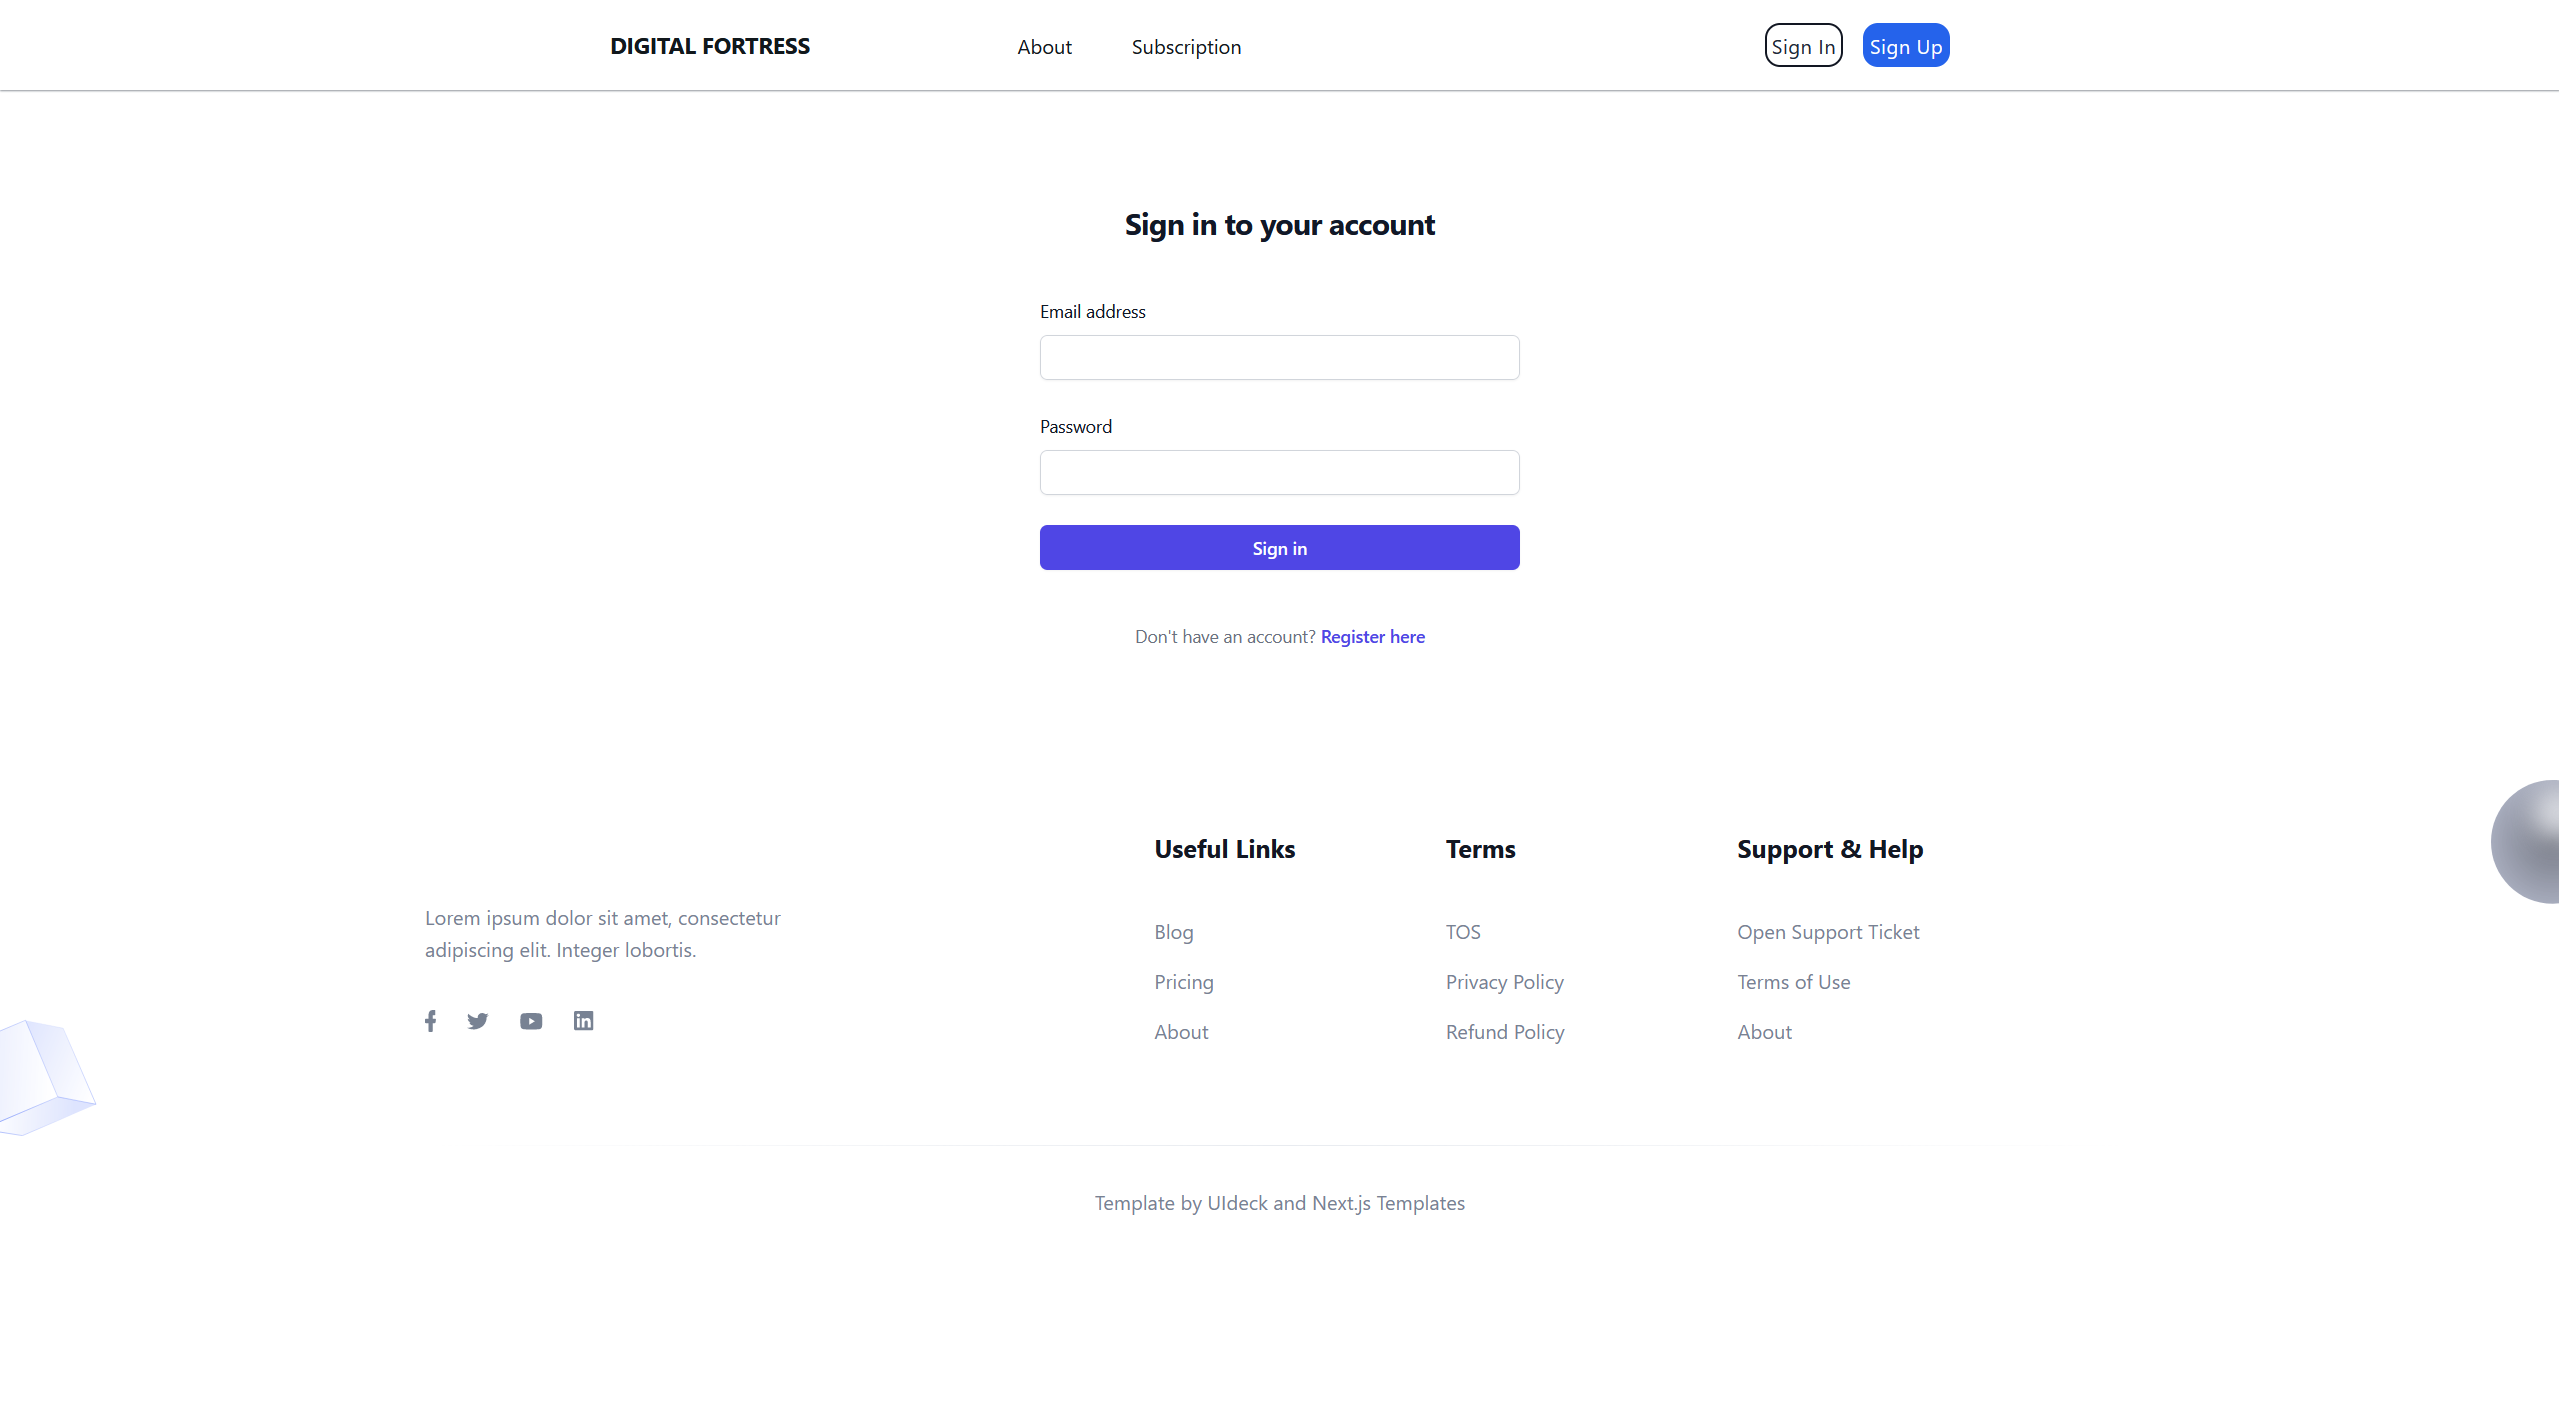 DIGITAL FORTRESS
About
Subscription
Sign In
Sign Up
Sign in to your account
Email address
Password
Sign in
Don't have an account? Register here
Lorem ipsum dolor sit amet, consectetur
adipiscing elit. Integer lobortis.
Useful Links
Blog
Pricing
About
Terms
TOS
Privacy Policy
Refund Policy
Support & Help
Open Support Ticket
Terms of Use
About
Template by UIdeck and Next.js Templates